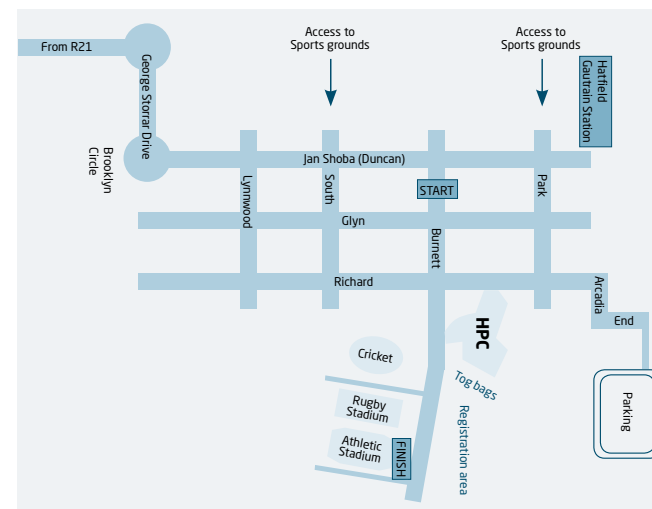 Access to
Sports grounds
Access to
Sports grounds
From R21
George Storrar Drive
Hatfield
Gautrain Station
Brooklyn
Circle
Jan Shoba (Duncan)
Lynnwood
South
START
Park
Glyn
Burnett
Richard
Arcadia
End
HPC
Cricket
Tog bags
Rugby
Stadium
Registration area
Parking
Athletic
Stadium
FINISH